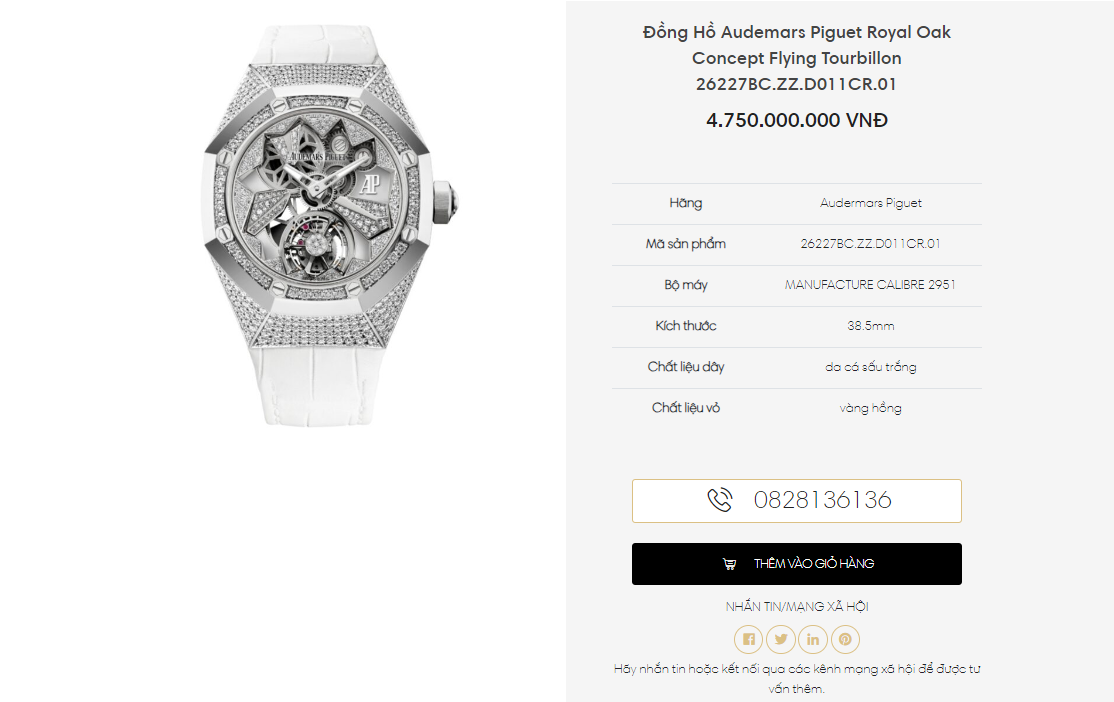 AUDEMARS PIGUET
AP
Đồng Hồ Audemars Piguet Royal Oak
Concept Flying Tourbillon
26227BC.ZZ.D011CR.01
4.750.000.000 VNĐ
Hãng Audermars Piguet
Mã sản phẩm 26227BC.ZZ.D011CR.01
Bộ máy MANUFACTURE CALIBRE 2951
Kích thước 38.5mm
Chất liệu dây da cá sấu trắng
Chất liệu vỏ vàng hồng
0828136136
THÊM VÀO GIỎ HÀNG
NHẮN TIN/MẠNG XÃ HỘI
Hãy nhắn tin hoặc kết nối qua các kênh mạng xã hội để được tư
vấn thêm.